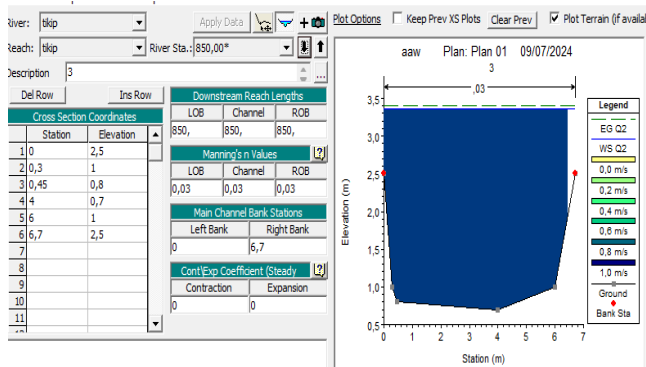 River: tikip Apply Data Plot Options Keep Prev XS Plots Clear Prev Plot Terrain (if availal
Reach: tikip River Sta.: 850,00*
Description 3 ...
Del Row Ins Row
Cross Section Coordinates
Station Elevation
1 0 2,5
2 0,3 1
3 0,45 0,8
4 4 0,7
5 6 1
6 6,7 2,5
7
8
9
10
11
Downstream Reach Lengths
LOB Channel ROB
850, 850, 850,
Manning's n Values
LOB Channel ROB
0,03 0,03 0,03
Main Channel Bank Stations
Left Bank Right Bank
0 6,7
Cont\Exp Coefficient (Steady
Contraction Expansion
0 0
aaw Plan: Plan 01 09/07/2024
3
,03
3,5
3,0
2,5
2,0
1,5
1,0
0,5
Elevation (m)
0 1 2 3 4 5 6 7
Station (m)
Legend
EG Q2
WS Q2
0,0 m/s
0,2 m/s
0,4 m/s
0,6 m/s
0,8 m/s
1,0 m/s
Ground
Bank Sta